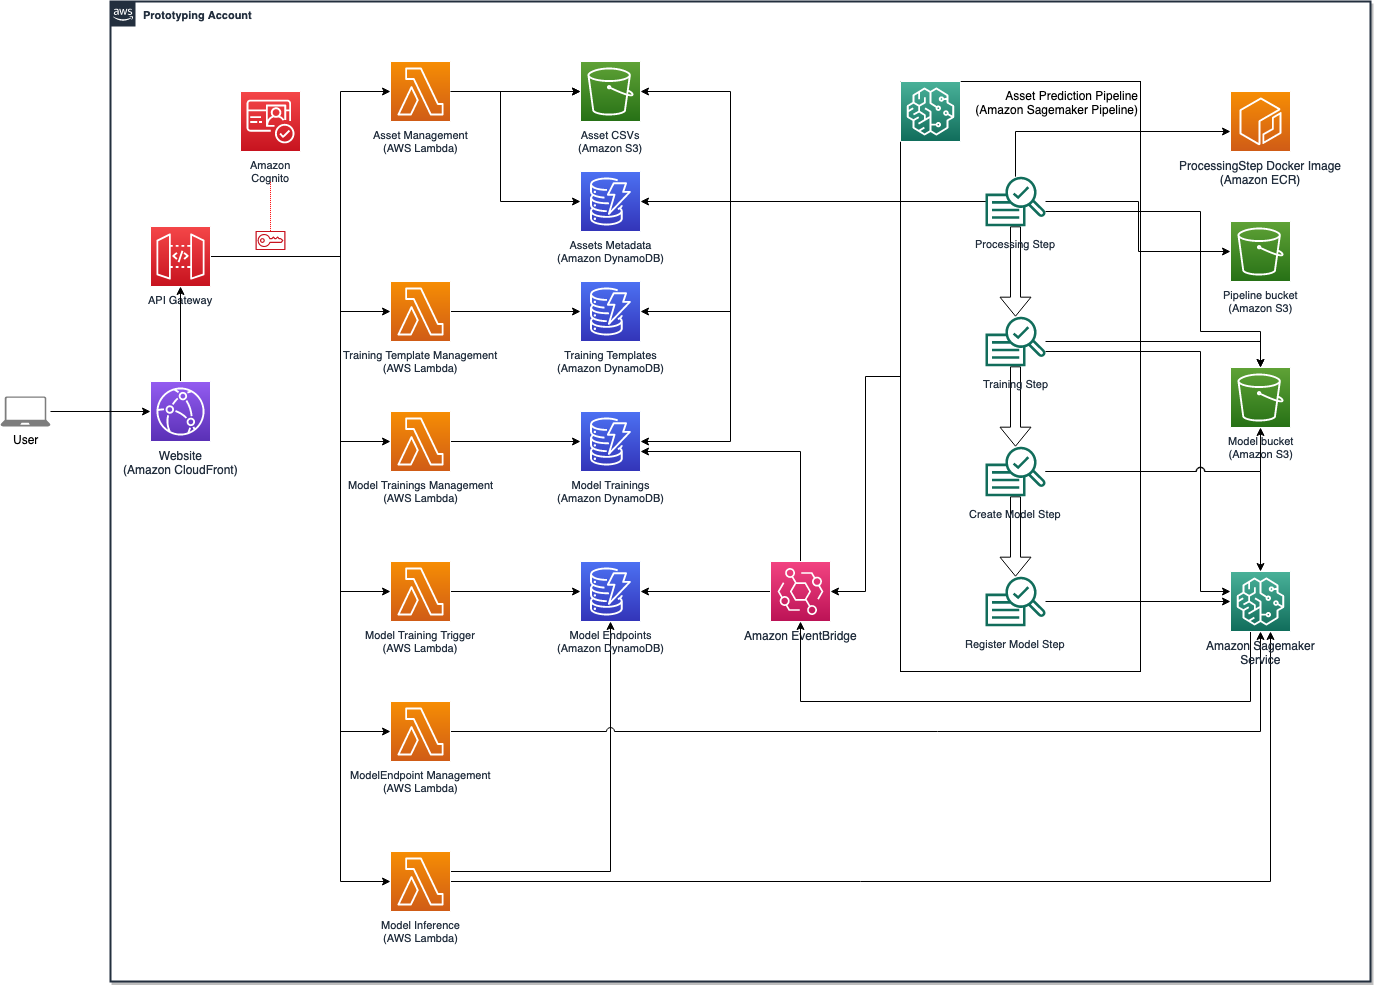 aws
Prototyping Account
Amazon
Cognito
API Gateway
User
Website
(Amazon CloudFront)
Asset Management
(AWS Lambda)
Asset CSVs
(Amazon S3)
Assets Metadata
(Amazon DynamoDB)
Training Template Management
(AWS Lambda)
Training Templates
(Amazon DynamoDB)
Model Trainings Management
(AWS Lambda)
Model Trainings
(Amazon DynamoDB)
Model Training Trigger
(AWS Lambda)
Model Endpoints
(Amazon DynamoDB)
Amazon EventBridge
ModelEndpoint Management
(AWS Lambda)
Model Inference
(AWS Lambda)
Asset Prediction Pipeline
(Amazon Sagemaker Pipeline)
Processing Step
Training Step
Create Model Step
Register Model Step
ProcessingStep Docker Image
(Amazon ECR)
Pipeline bucket
(Amazon S3)
Model bucket
(Amazon S3)
Amazon Sagemaker
Service